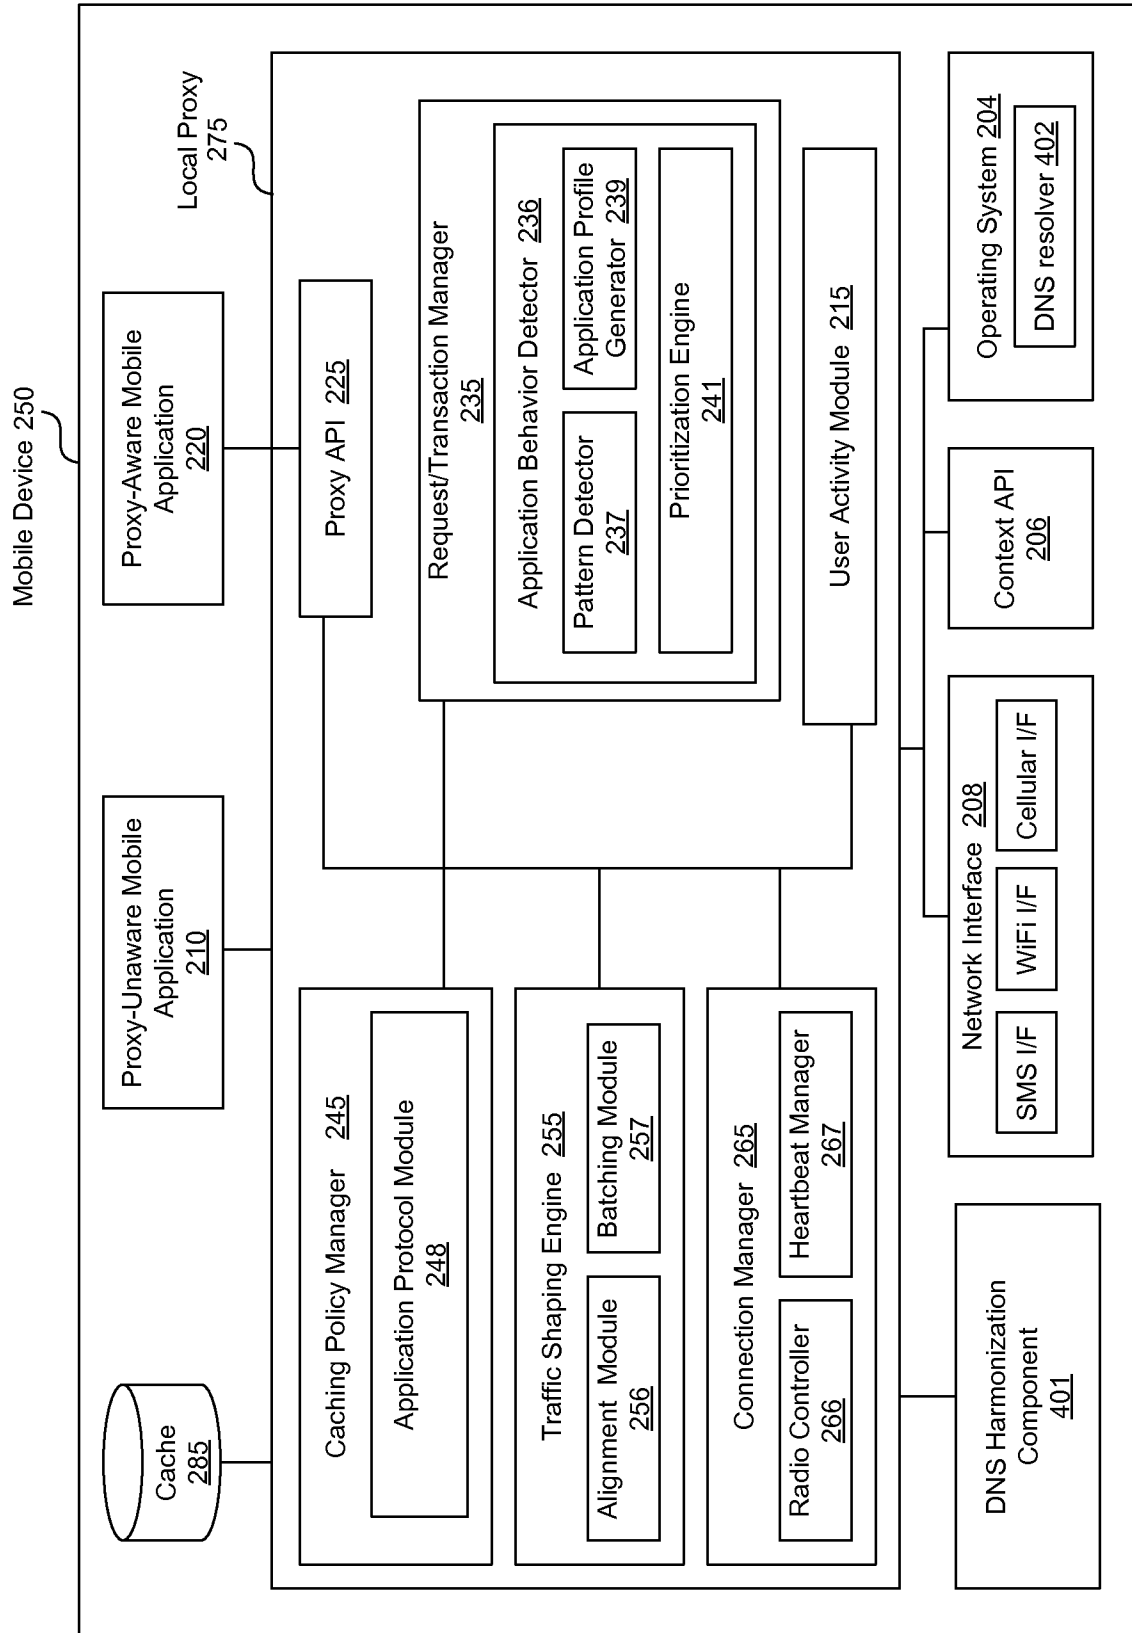 Mobile Device 250
Cache
285
Proxy-Unaware Mobile
Application
210
Proxy-Aware Mobile
Application
220
Local Proxy
275
Caching Policy Manager 245
Application Protocol Module
248
Proxy API 225
Traffic Shaping Engine 255
Alignment Module
256
Batching Module
257
Request/Transaction Manager
235
Application Behavior Detector 236
Pattern Detector
237
Application Profile
Generator 239
Prioritization Engine
241
Connection Manager 265
Radio Controller
266
Heartbeat Manager
267
User Activity Module 215
DNS Harmonization
Component
401
Network Interface 208
SMS I/F
WiFi I/F
Cellular I/F
Context API
206
Operating System 204
DNS resolver 402